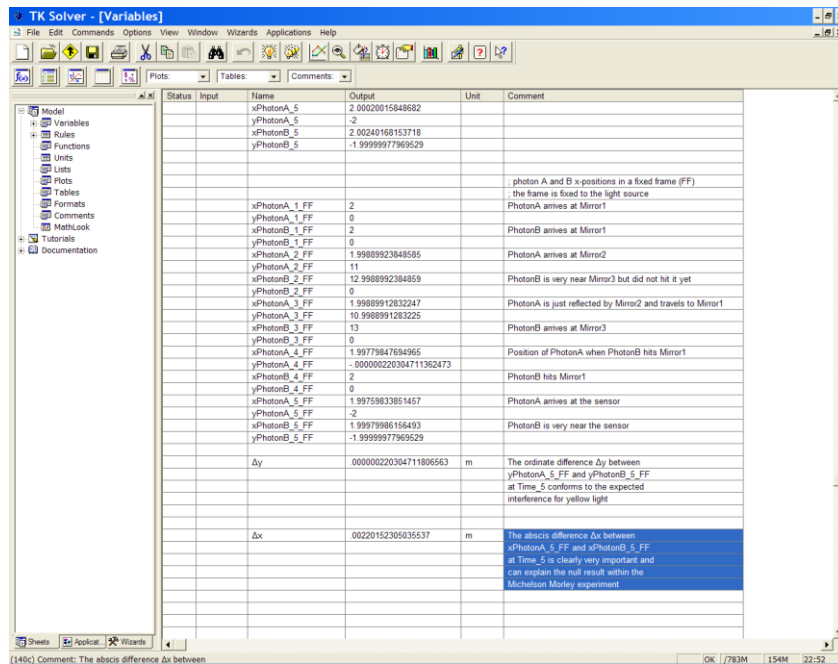 TK Solver - [Variables]
File Edit Commands Options View Window Wizards Applications Help
Plots: Tables: Comments:
Model
Variables
Rules
Functions
Units
Lists
Plots
Tables
Formats
Comments
MathLook
Tutorials
Documentation
Status Input Name Output Unit Comment
xPhotonA_5 2.00020015848682
yPhotonA_5 -2
xPhotonB_5 2.00240168153718
yPhotonB_5 -1.99999977969529
; photon A and B x-positions in a fixed frame (FF)
; the frame is fixed to the light source
xPhotonA_1_FF 2 PhotonA arrives at Mirror1
yPhotonA_1_FF 0
xPhotonB_1_FF 2 PhotonB arrives at Mirror1
yPhotonB_1_FF 0
xPhotonA_2_FF 1.99889923848585 PhotonA arrives at Mirror2
yPhotonA_2_FF 11
xPhotonB_2_FF 12.9988992384859 PhotonB is very near Mirror3 but did not hit it yet
yPhotonB_2_FF 0
xPhotonA_3_FF 1.99889912832247 PhotonA is just reflected by Mirror2 and travels to Mirror1
yPhotonA_3_FF 10.9988991283225
xPhotonB_3_FF 13 PhotonB arrives at Mirror3
yPhotonB_3_FF 0
xPhotonA_4_FF 1.99779847694965 Position of PhotonA when PhotonB hits Mirror1
yPhotonA_4_FF -.000000220304711362473
xPhotonB_4_FF 2 PhotonB hits Mirror1
yPhotonB_4_FF 0
xPhotonA_5_FF 1.99759833851457 PhotonA arrives at the sensor
yPhotonA_5_FF -2
xPhotonB_5_FF 1.99979986156493 PhotonB is very near the sensor
yPhotonB_5_FF -1.99999977969529
Δy .000000220304711806563 m The ordinate difference Δy between
yPhotonA_5_FF and yPhotonB_5_FF
at Time_5 conforms to the expected
interference for yellow light
Δx .00220152305035537 m The abscis difference Δx between
xPhotonA_5_FF and xPhotonB_5_FF
at Time_5 is clearly very important and
can explain the null result within the
Michelson Morley experiment
Sheets Applicat... Wizards
(140c) Comment: The abscis difference Δx between OK /783M 154M 22:52